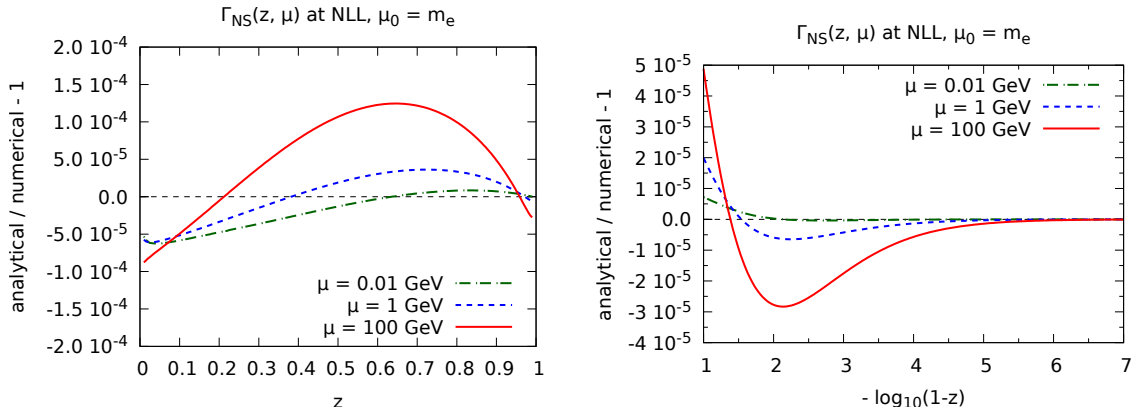 Γ_NS(z, μ) at NLL, μ_0 = m_e
analytical / numerical - 1
2.0 10^-4
1.5 10^-4
1.0 10^-4
5.0 10^-5
0.0
-5.0 10^-5
-1.0 10^-4
-1.5 10^-4
-2.0 10^-4
μ = 0.01 GeV
μ = 1 GeV
μ = 100 GeV
0 0.1 0.2 0.3 0.4 0.5 0.6 0.7 0.8 0.9 1
z
Γ_NS(z, μ) at NLL, μ_0 = m_e
analytical / numerical - 1
5 10^-5
4 10^-5
3 10^-5
2 10^-5
1 10^-5
0.0
-1 10^-5
-2 10^-5
-3 10^-5
-4 10^-5
μ = 0.01 GeV
μ = 1 GeV
μ = 100 GeV
1 2 3 4 5 6 7
- log_10(1-z)